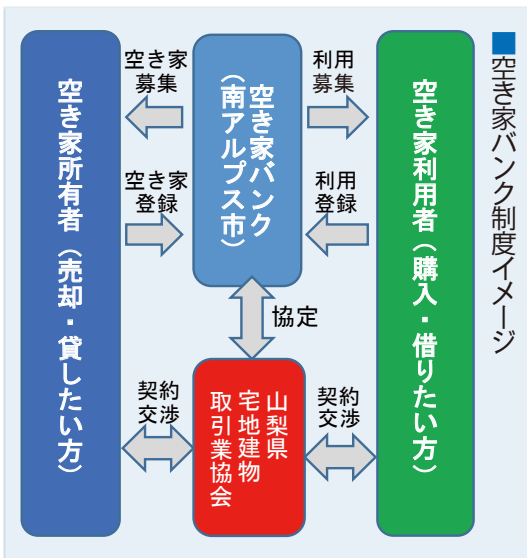 ■空き家バンク制度イメージ
空き家利用者（購入・借りたい方）
利用
募集
利用
登録
空き家バンク
（南アルプス市）
空き家
募集
空き家
登録
空き家所有者（売却・貸したい方）
協定
契約
交渉
山梨県
宅地建物
取引業協会
契約
交渉